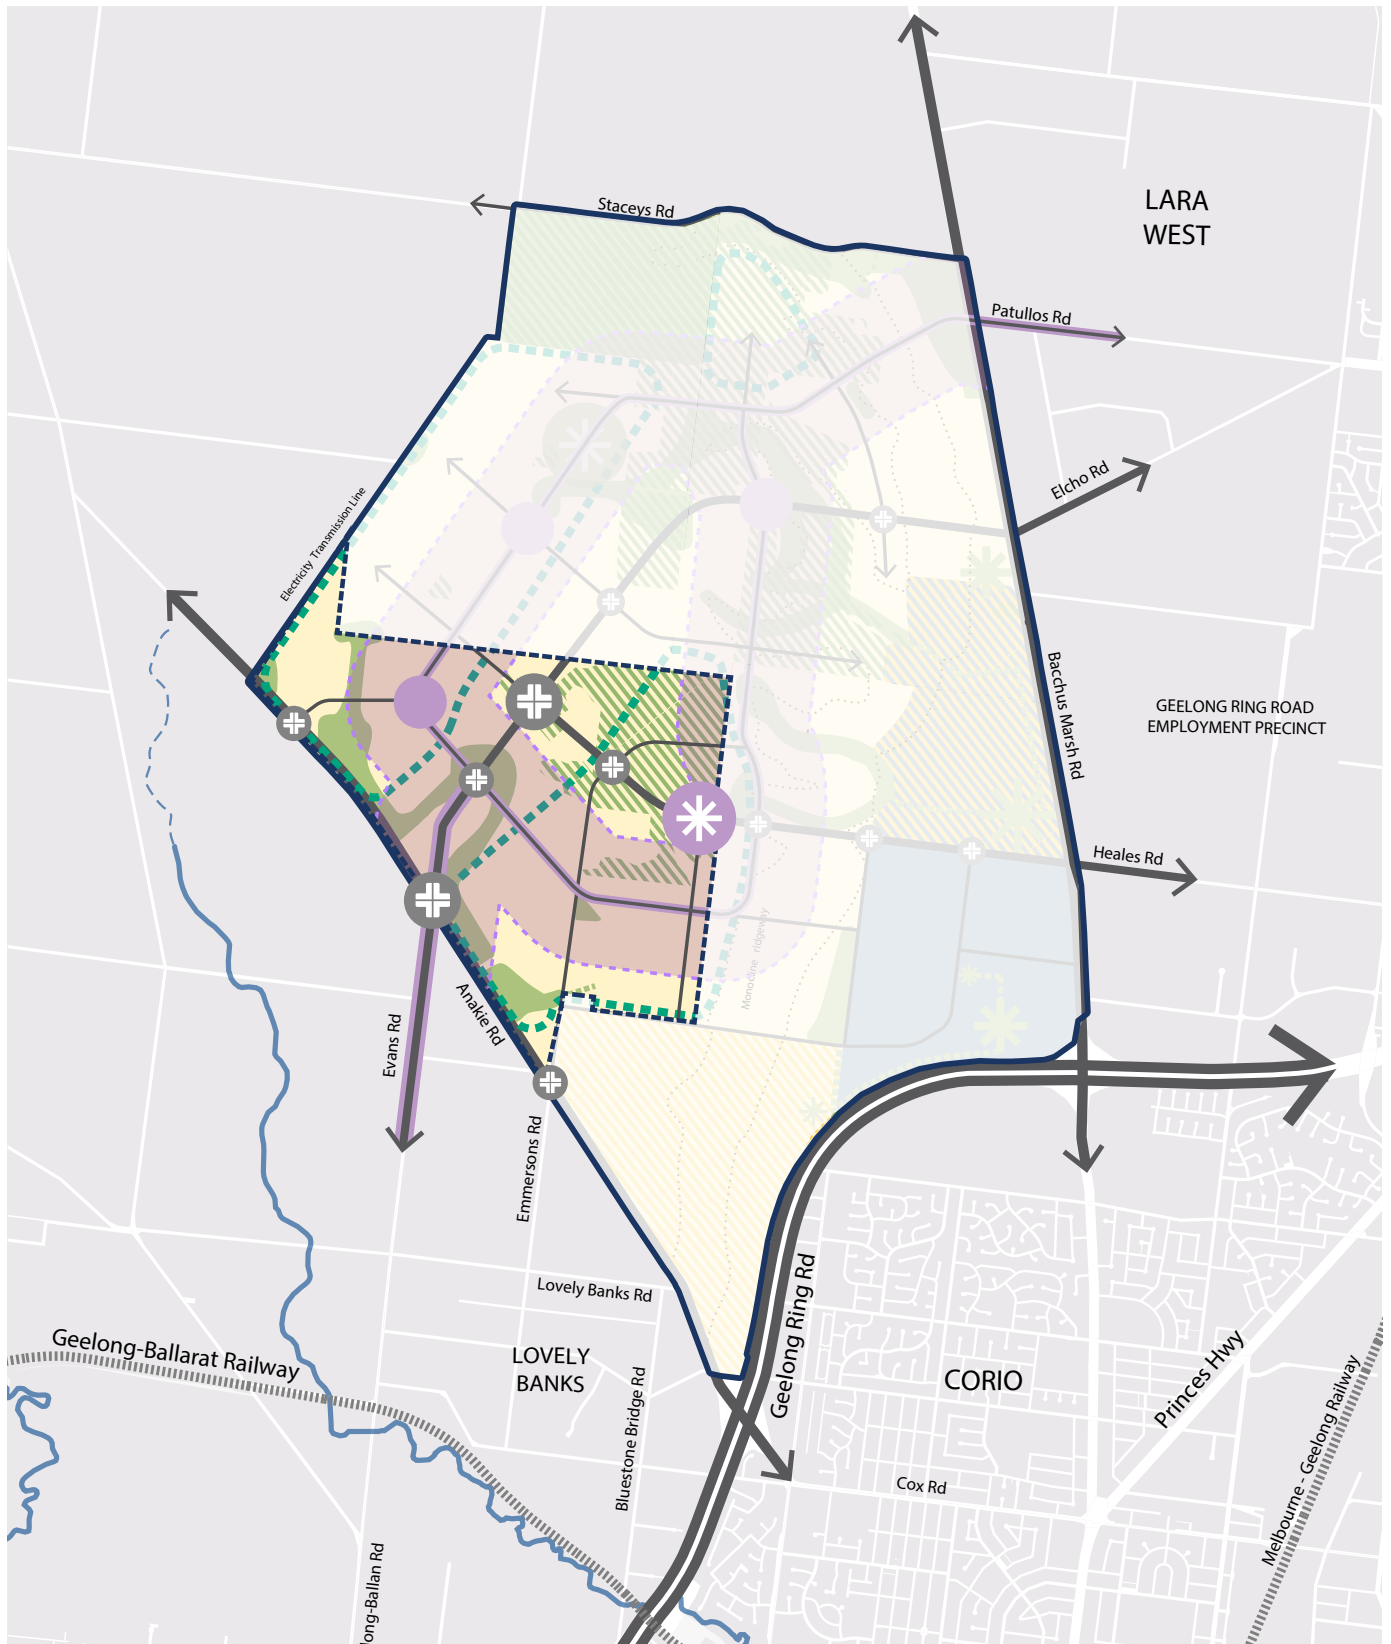 LARA
WEST
Staceys Rd
Patullos Rd
Elcho Rd
Electricity Transmission Line
Bacchus Marsh Rd
GEELONG RING ROAD
EMPLOYMENT PRECINCT
Heales Rd
Monocline ridgeway
Anakie Rd
Evans Rd
Emmersons Rd
Lovely Banks Rd
Geelong Ring Rd
Geelong-Ballarat Railway
LOVELY
BANKS
Bluestone Bridge Rd
CORIO
Princes Hwy
Melbourne - Geelong Railway
Cox Rd
long-Ballan Rd